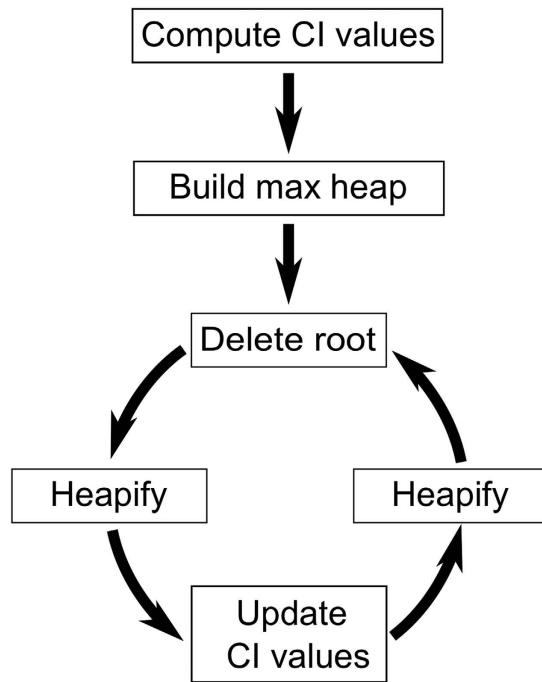 Compute CI values
Build max heap
Delete root
Heapify
Heapify
Update
CI values